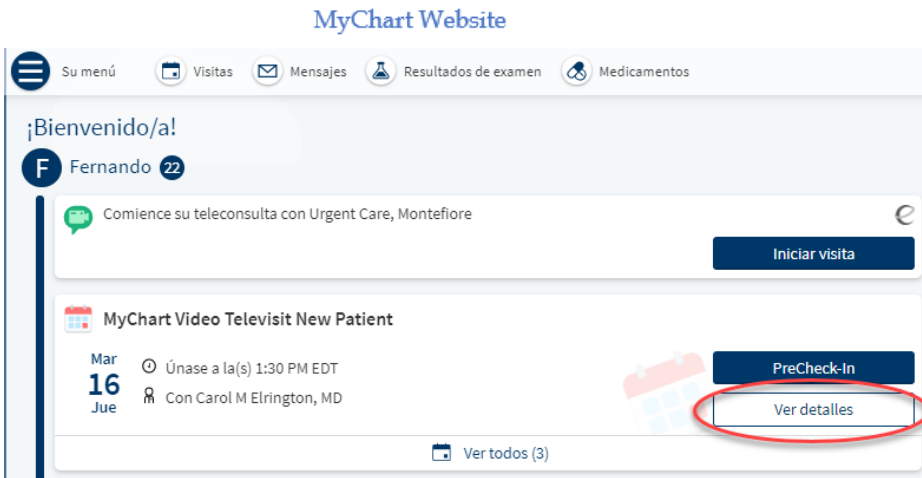 MyChart Website
Su menú Visitas Mensajes Resultados de examen Medicamentos
¡Bienvenido/a!
F Fernando 22
Comience su teleconsulta con Urgent Care, Montefiore
Iniciar visita
MyChart Video Televisit New Patient
Mar
16
Jue
Únase a la(s) 1:30 PM EDT
Con Carol M Elrington, MD
PreCheck-In
Ver detalles
Ver todos (3)